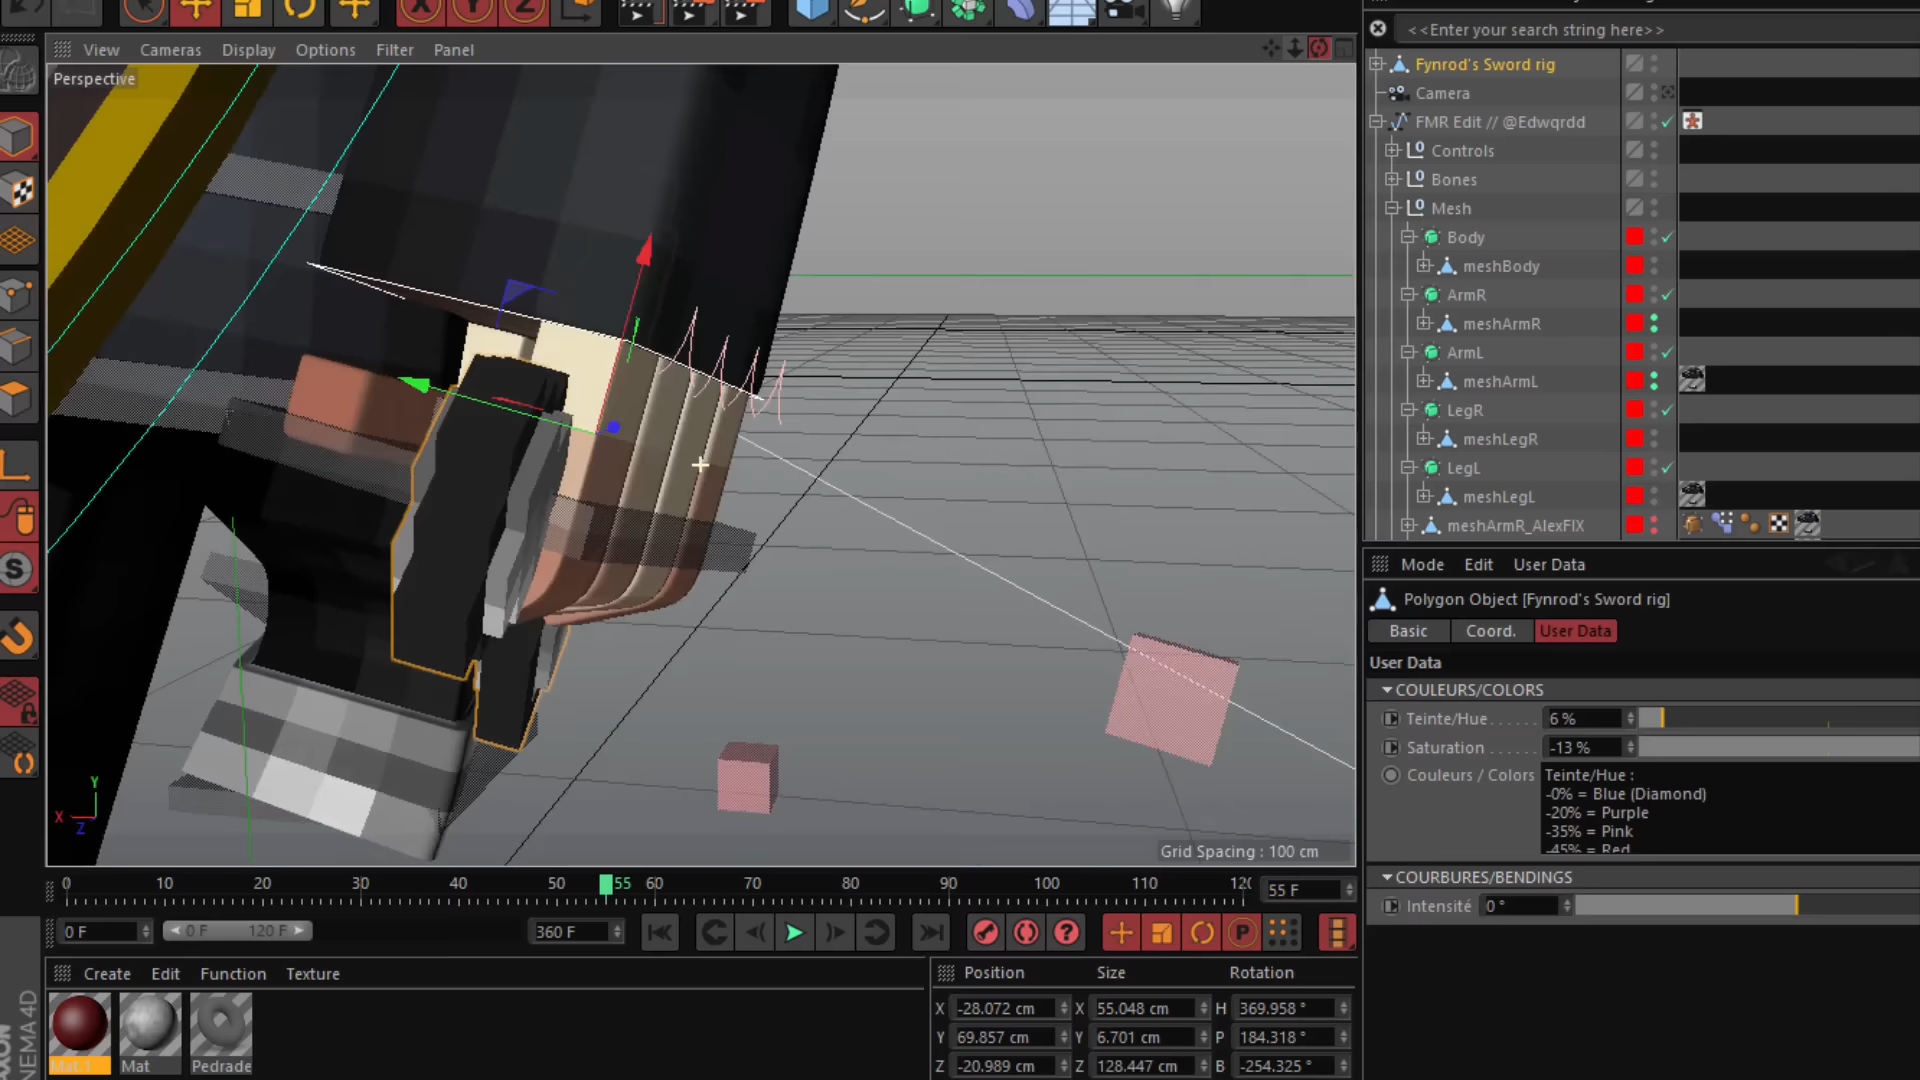 <<Enter your search string here>>
View Cameras Display Options Filter Panel
Perspective
Fynrod's Sword rig
Camera
FMR Edit // @Edwqrdd
Controls
Bones
Mesh
Body
meshBody
ArmR
meshArmR
ArmL
meshArmL
LegR
meshLegR
LegL
meshLegL
meshArmR_AlexFIX
Mode Edit User Data
Polygon Object [Fynrod's Sword rig]
Basic Coord. User Data
User Data
COULEURS/COLORS
Teinte/Hue...... 6 %
Saturation ...... -13 %
Couleurs / Colors Teinte/Hue :
-0% = Blue (Diamond)
-20% = Purple
-35% = Pink
-45% = Red
COURBURES/BENDINGS
Intensité 0 °
Y
X
Z
Grid Spacing : 100 cm
0 10 20 30 40 50 55 60 70 80 90 100 110 55 F
0 F 0 F 120 F 360 F
Create Edit Function Texture
Mat.1 Mat Pedrade
Position Size Rotation
X -28.072 cm X 55.048 cm H 369.958 °
Y 69.857 cm Y 6.701 cm P 184.318 °
Z -20.989 cm Z 128.447 cm B -254.325 °